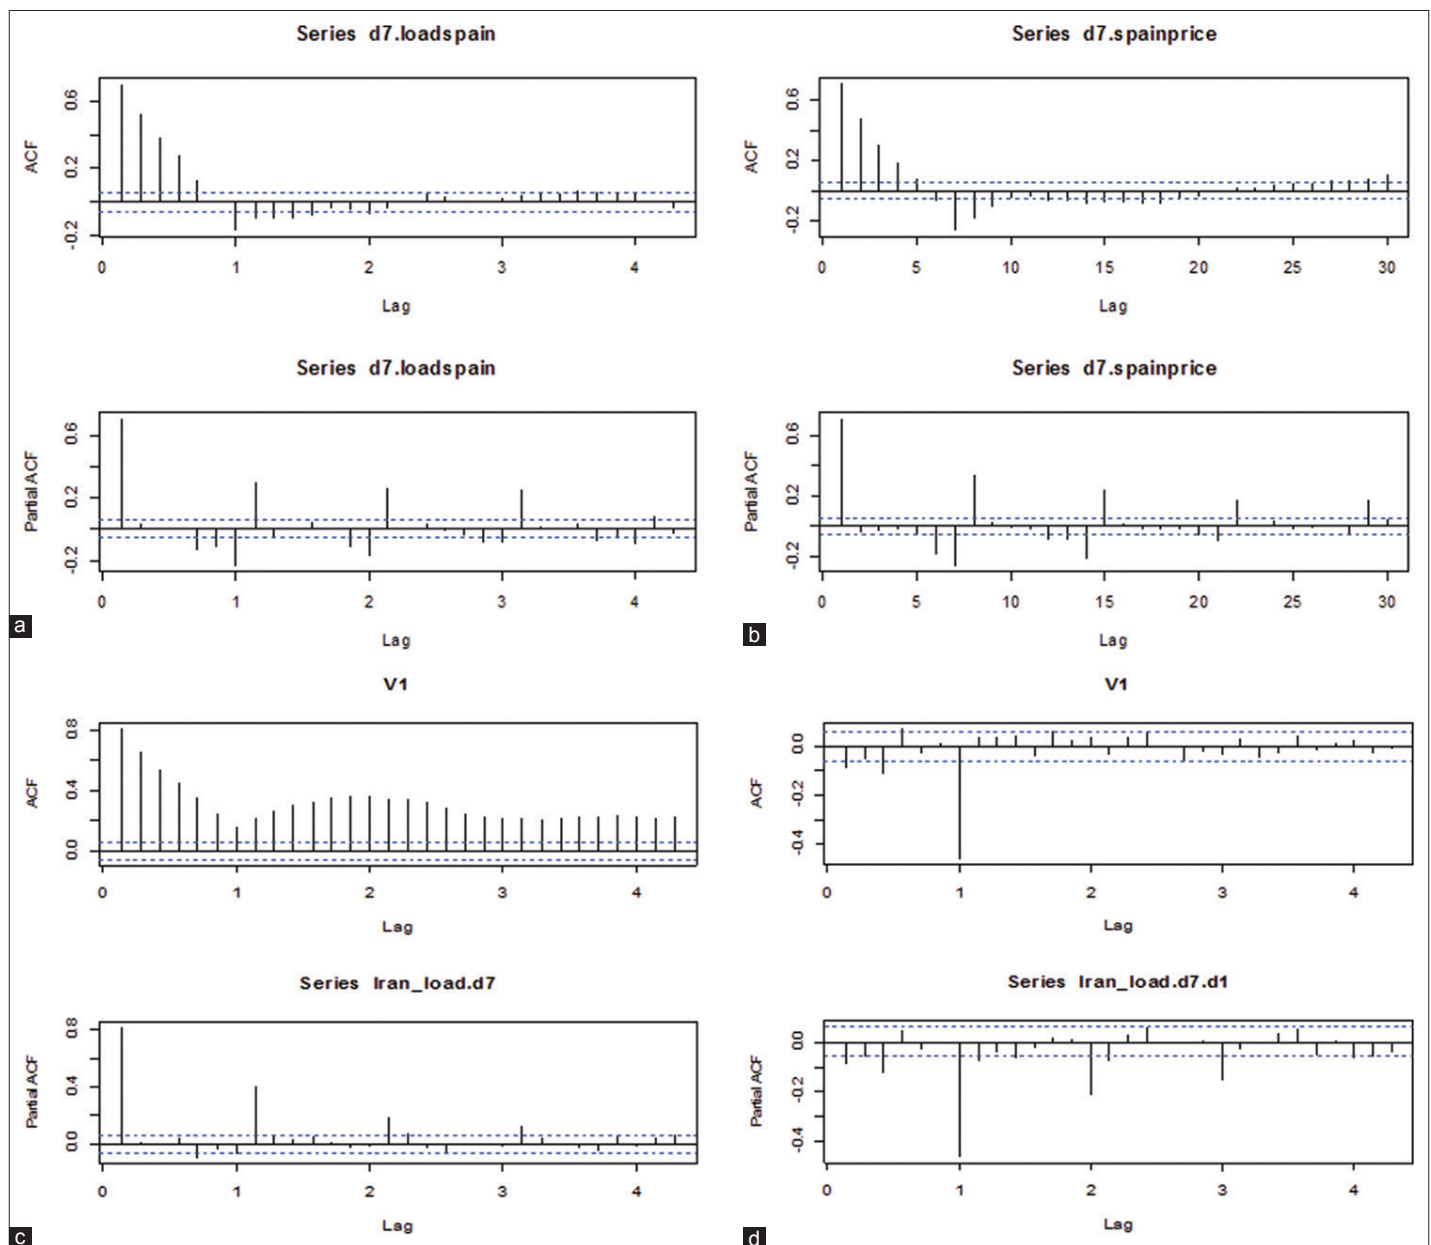 Series d7.loadspain
ACF
0.6
0.2
-0.2
0 1 2 3 4
Lag
Series d7.spainprice
ACF
0.6
0.2
-0.2
0 5 10 15 20 25 30
Lag
Series d7.loadspain
Partial ACF
0.6
0.2
-0.2
0 1 2 3 4
Lag
a
Series d7.spainprice
Partial ACF
0.6
0.2
-0.2
0 5 10 15 20 25 30
Lag
b
V1
ACF
0.8
0.4
0.0
0 1 2 3 4
Lag
V1
ACF
0.0
-0.2
-0.4
0 1 2 3 4
Lag
Series Iran_load.d7
Partial ACF
0.8
0.4
0.0
0 1 2 3 4
Lag
c
Series Iran_load.d7.d1
Partial ACF
0.0
-0.2
-0.4
0 1 2 3 4
Lag
d